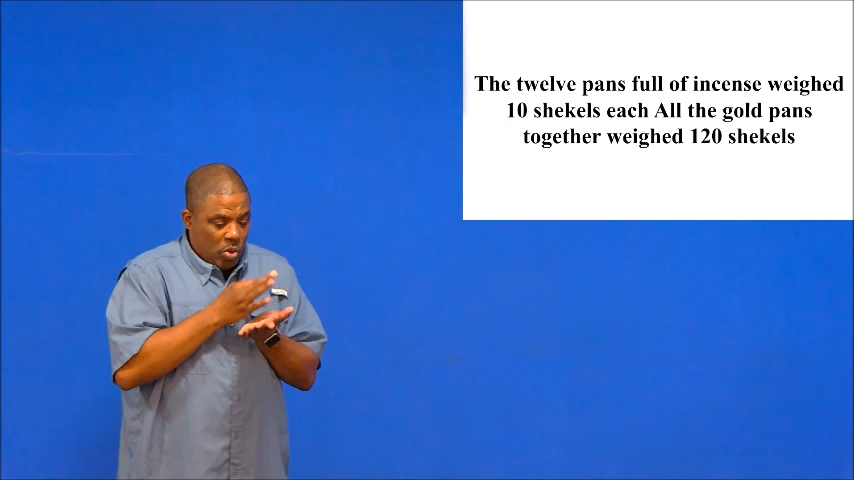 The twelve pans full of incense weighed
10 shekels each All the gold pans
together weighed 120 shekels